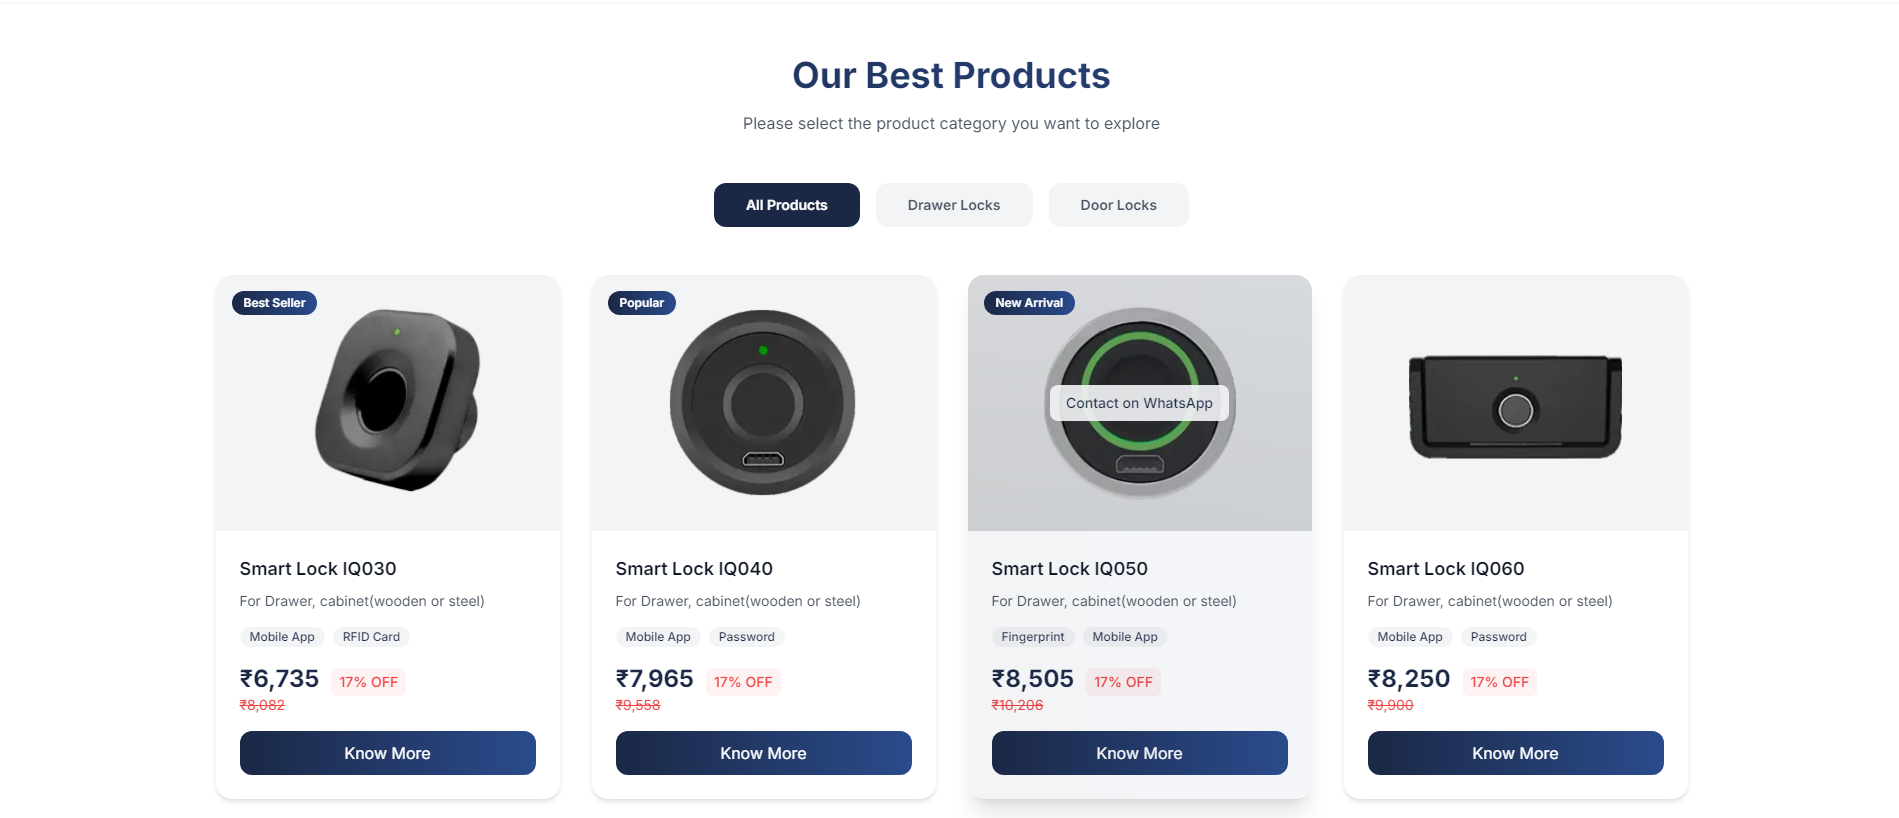 Our Best Products
Please select the product category you want to explore
All Products
Drawer Locks
Door Locks
Best Seller
Smart Lock IQ030
For Drawer, cabinet(wooden or steel)
Mobile App RFID Card
₹6,735 17% OFF
₹8,082
Know More
Popular
Smart Lock IQ040
For Drawer, cabinet(wooden or steel)
Mobile App Password
₹7,965 17% OFF
₹9,558
Know More
New Arrival
Contact on WhatsApp
Smart Lock IQ050
For Drawer, cabinet(wooden or steel)
Fingerprint Mobile App
₹8,505 17% OFF
₹10,206
Know More
Smart Lock IQ060
For Drawer, cabinet(wooden or steel)
Mobile App Password
₹8,250 17% OFF
₹9,900
Know More